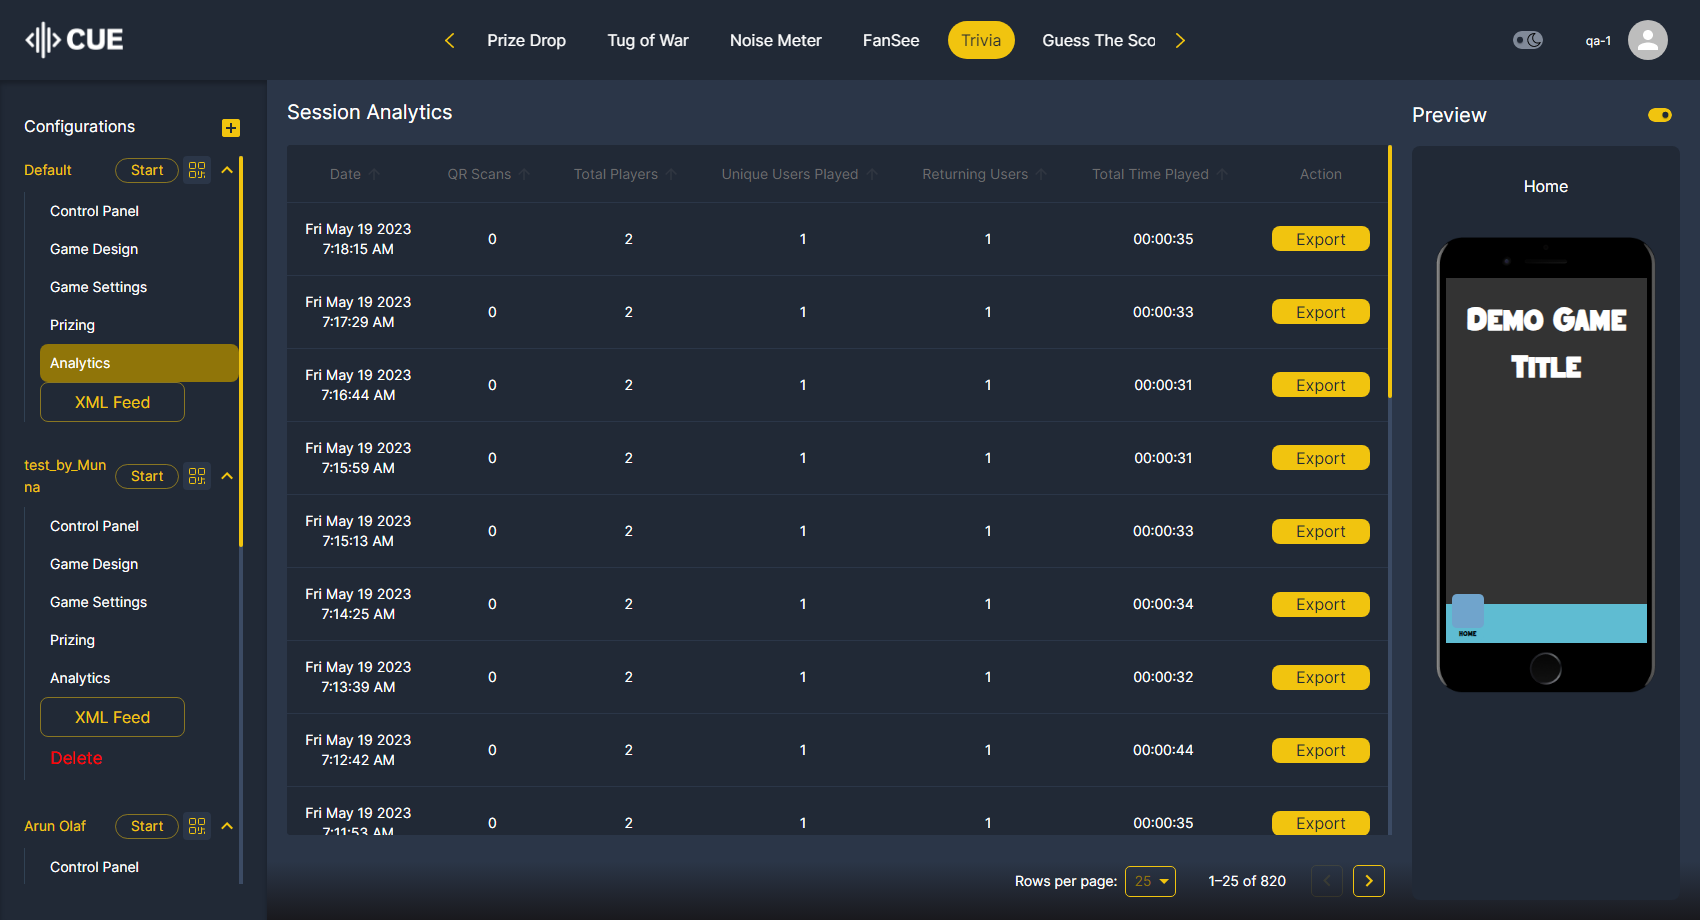 CUE
Prize Drop Tug of War Noise Meter FanSee Trivia Guess The Sco
qa-1
Configurations
Default Start
Control Panel
Game Design
Game Settings
Prizing
Analytics
XML Feed
test_by_Mun
na
Start
Control Panel
Game Design
Game Settings
Prizing
Analytics
XML Feed
Delete
Arun Olaf Start
Control Panel
Session Analytics
Date QR Scans Total Players Unique Users Played Returning Users Total Time Played Action
Fri May 19 2023
7:18:15 AM
0 2 1 1 00:00:35 Export
Fri May 19 2023
7:17:29 AM
0 2 1 1 00:00:33 Export
Fri May 19 2023
7:16:44 AM
0 2 1 1 00:00:31 Export
Fri May 19 2023
7:15:59 AM
0 2 1 1 00:00:31 Export
Fri May 19 2023
7:15:13 AM
0 2 1 1 00:00:33 Export
Fri May 19 2023
7:14:25 AM
0 2 1 1 00:00:34 Export
Fri May 19 2023
7:13:39 AM
0 2 1 1 00:00:32 Export
Fri May 19 2023
7:12:42 AM
0 2 1 1 00:00:44 Export
Fri May 19 2023
7:11:53 AM
0 2 1 1 00:00:35 Export
Rows per page: 25 1–25 of 820
Preview
Home
Demo Game
Title
HOME